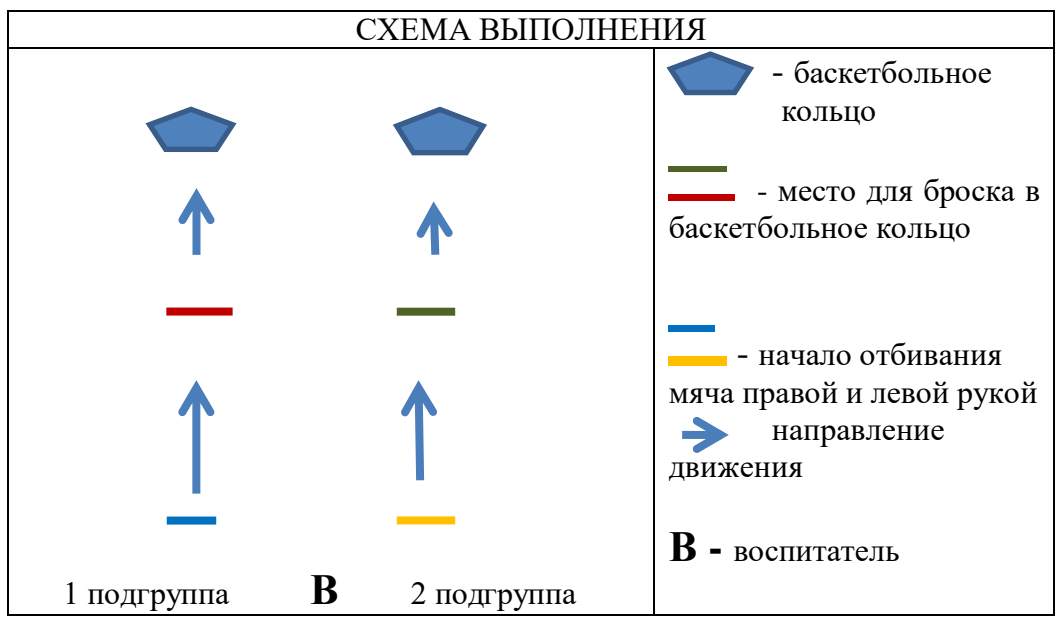 СХЕМА ВЫПОЛНЕНИЯ
- баскетбольное
кольцо
- место для броска в
баскетбольное кольцо
- начало отбивания
мяча правой и левой рукой
направление
движения
В - воспитатель
1 подгруппа В 2 подгруппа